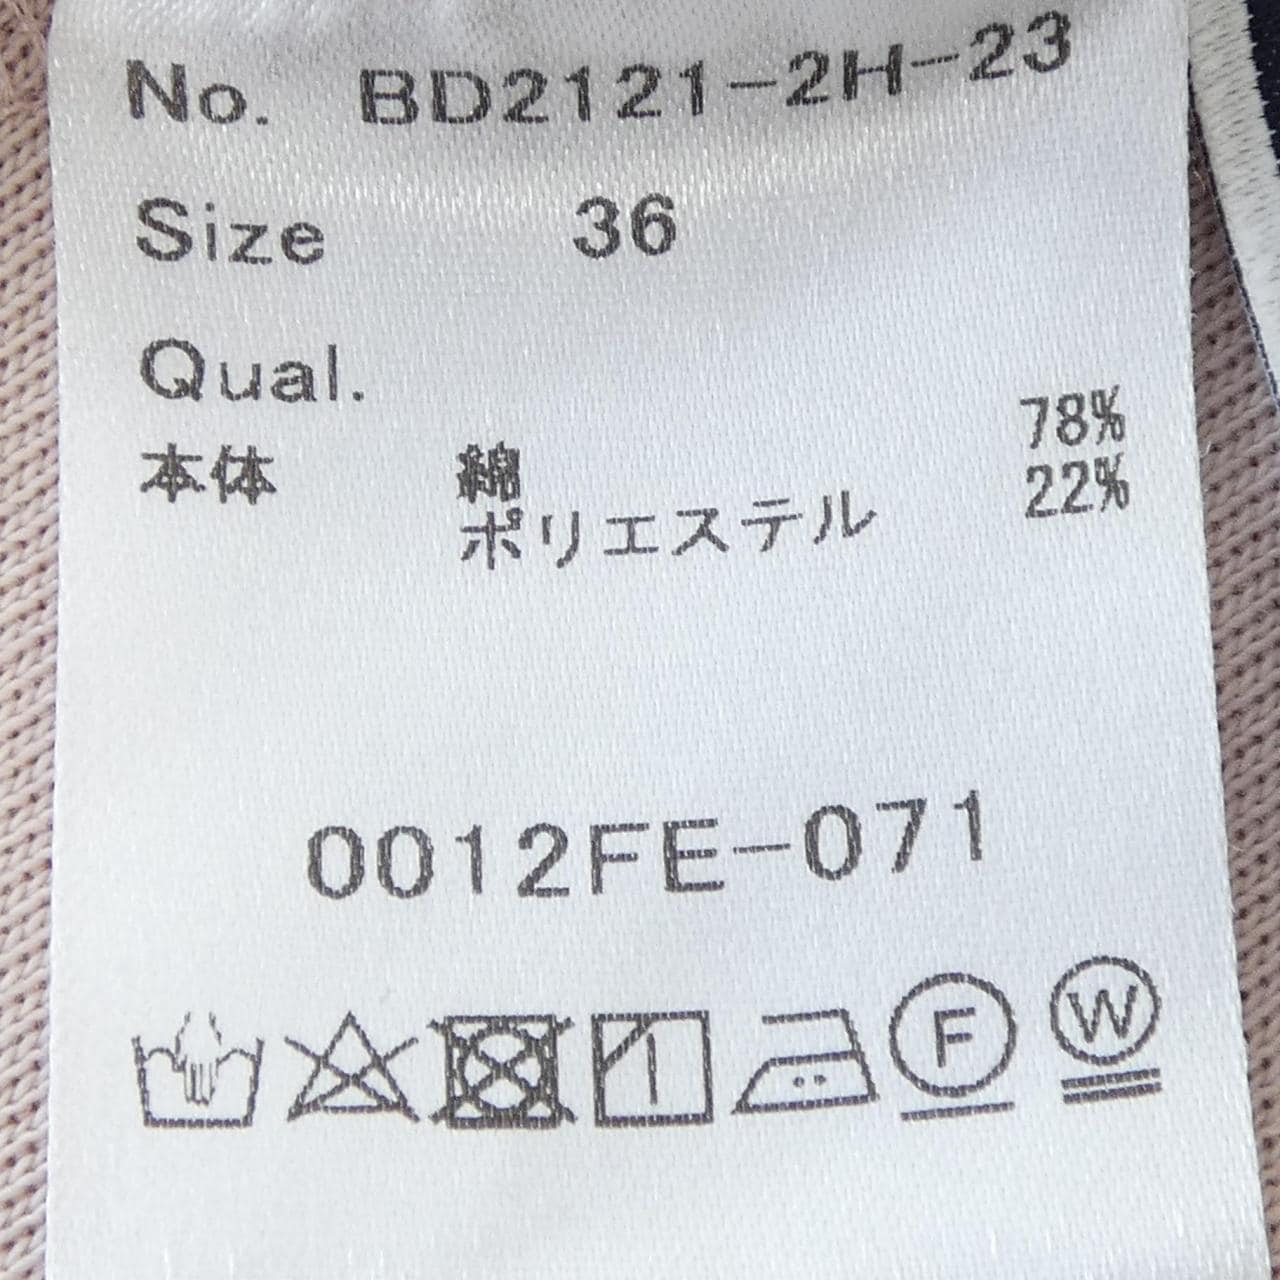 No. BD2121-2H-23
Size 36
Qual.
本体 綿 78%
ポリエステル 22%
0012FE-071
F W